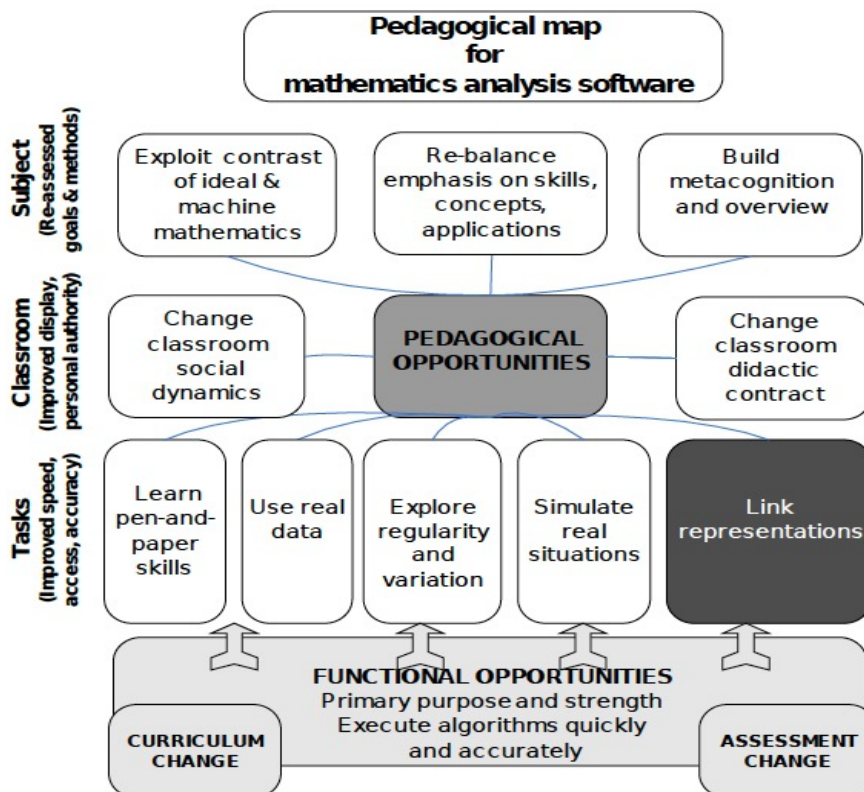 Pedagogical map
for
mathematics analysis software
Subject
(Re-assessed
goals & methods)
Exploit contrast
of ideal &
machine
mathematics
Re-balance
emphasis on skills,
concepts,
applications
Build
metacognition
and overview
Classroom
(Improved display,
personal authority)
Change
classroom
social
dynamics
PEDAGOGICAL
OPPORTUNITIES
Change
classroom
didactic
contract
Tasks
(Improved speed,
access, accuracy)
Learn
pen-and-
paper
skills
Use real
data
Explore
regularity
and
variation
Simulate
real
situations
Link
representations
FUNCTIONAL OPPORTUNITIES
Primary purpose and strength
Execute algorithms quickly
and accurately
CURRICULUM
CHANGE
ASSESSMENT
CHANGE